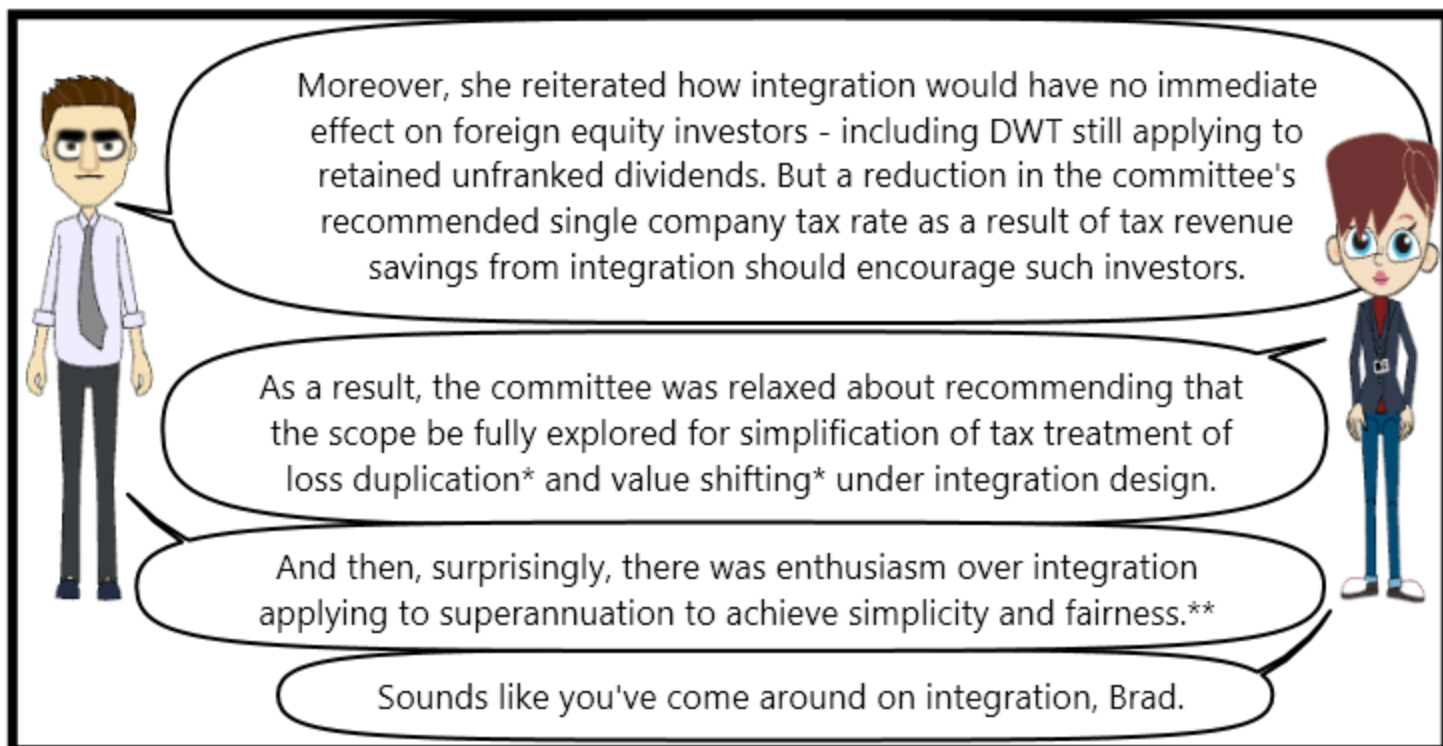 Moreover, she reiterated how integration would have no immediate
effect on foreign equity investors - including DWT still applying to
retained unfranked dividends. But a reduction in the committee's
recommended single company tax rate as a result of tax revenue
savings from integration should encourage such investors.
As a result, the committee was relaxed about recommending that
the scope be fully explored for simplification of tax treatment of
loss duplication* and value shifting* under integration design.
And then, surprisingly, there was enthusiasm over integration
applying to superannuation to achieve simplicity and fairness.**
Sounds like you've come around on integration, Brad.